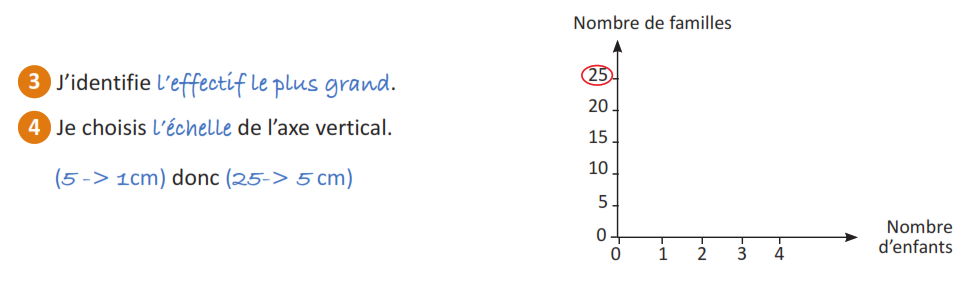 3 J'identifie l'effectif le plus grand.
4 Je choisis l'échelle de l'axe vertical.
(5 -> 1cm) donc (25-> 5 cm)
Nombre de familles
25
20
15
10
5
0
0 1 2 3 4
Nombre
d'enfants